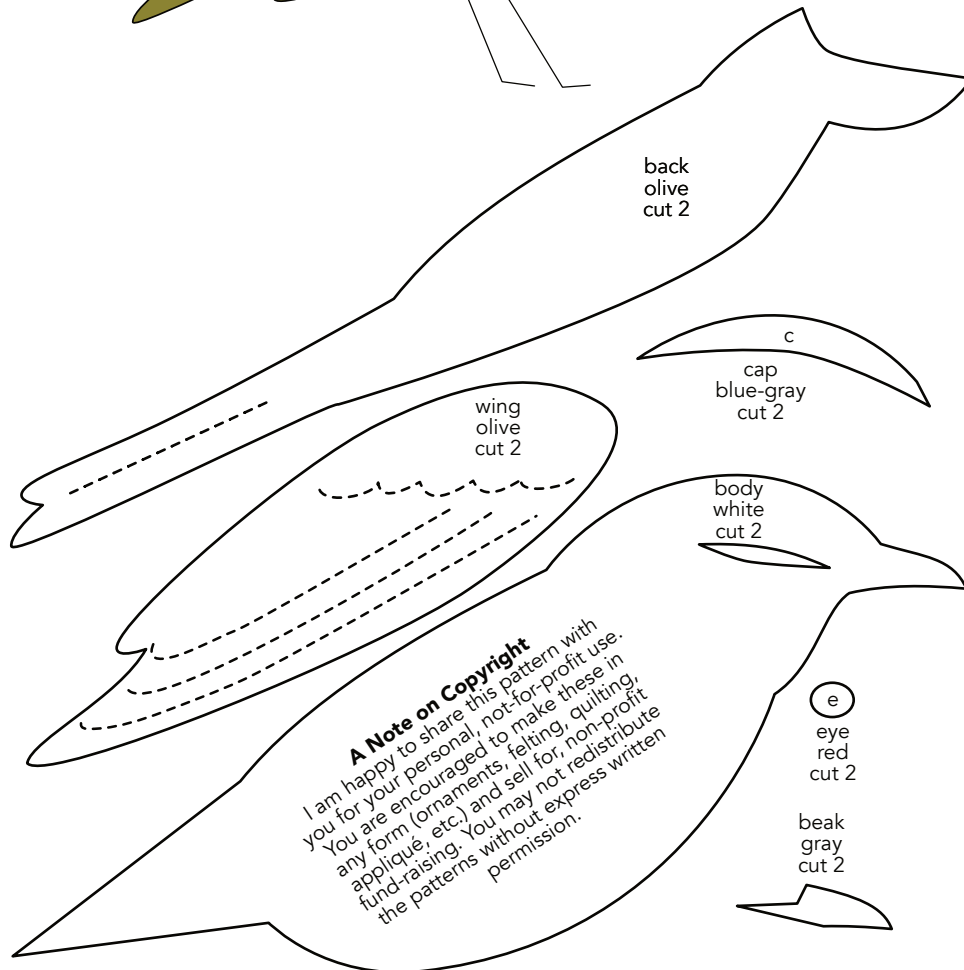 back
olive
cut 2
c
cap
blue-gray
cut 2
wing
olive
cut 2
body
white
cut 2
A Note on Copyright
I am happy to share this pattern with
you for your personal, not-for-profit use.
You are encouraged to make these in
any form (ornaments, felting, quilting,
appliqué, etc.) and sell for, non-profit
fund-raising. You may not redistribute
the patterns without express written
permission.
e
eye
red
cut 2
beak
gray
cut 2